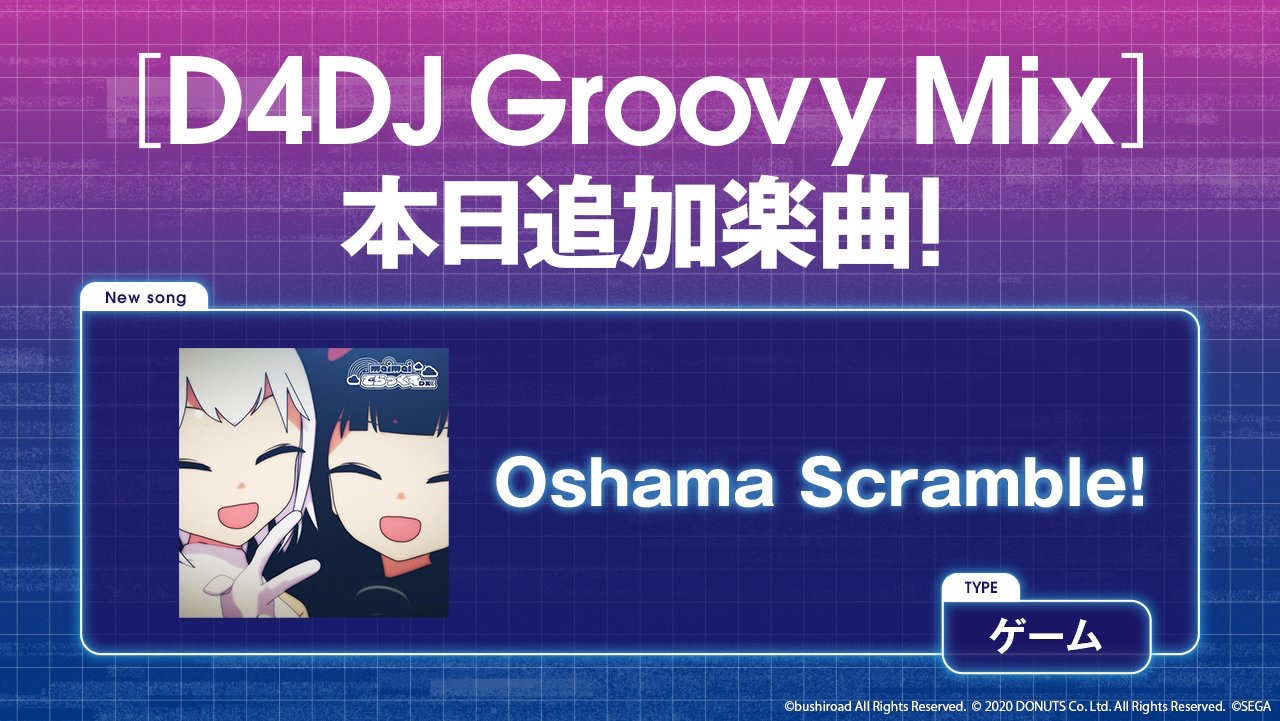 [D4DJ Groovy Mix]
本日追加楽曲!
New song
maimai
でらっくす DX
Oshama Scramble!
TYPE
ゲーム
©bushiroad All Rights Reserved. © 2020 DONUTS Co. Ltd. All Rights Reserved. ©SEGA